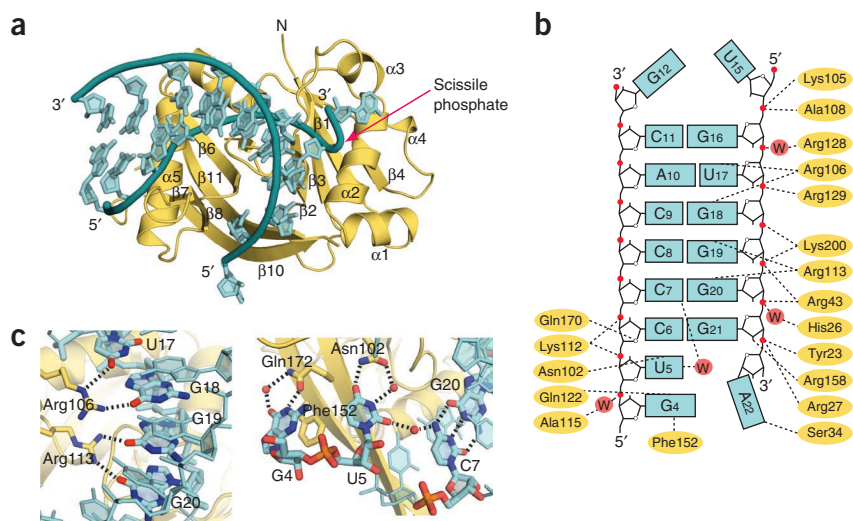 a
N
α3
3′
3′
Scissile
phosphate
β1
α4
β6
β4
α5
β11
β3
α2
β7
5′
β8
β2
α1
5′
β10
b
3′
G12
U15
5′
Lys105
Ala108
C11
G16
W
Arg128
A10
U17
Arg106
Arg129
C9
G18
Lys200
C8
G19
Arg113
C7
G20
Arg43
W
His26
Gln170
C6
G21
Lys112
Tyr23
Asn102
U5
W
3′
Arg158
Gln122
Arg27
Ala115
W
G4
A22
Ser34
5′
Phe152
c
U17
G18
Arg106
G19
Arg113
G20
Gln172
Asn102
G20
Phe152
G4
U5
C7